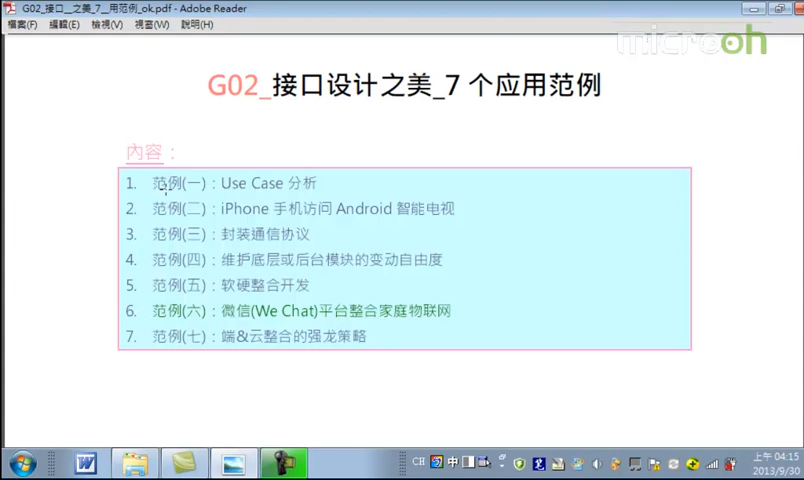 G02_接口__之美_7__用范例_ok.pdf - Adobe Reader
檔案(F) 編輯(E) 檢視(V) 視窗(W) 說明(H)
microoh
G02_接口设计之美_7 个应用范例
內容：
1. 范例(一)：Use Case 分析
2. 范例(二)：iPhone 手机访问 Android 智能电视
3. 范例(三)：封装通信协议
4. 范例(四)：维护底层或后台模块的变动自由度
5. 范例(五)：软硬整合开发
6. 范例(六)：微信(We Chat)平台整合家庭物联网
7. 范例(七)：端&云整合的强龙策略
CH 中
上午 04:15
2013/9/30